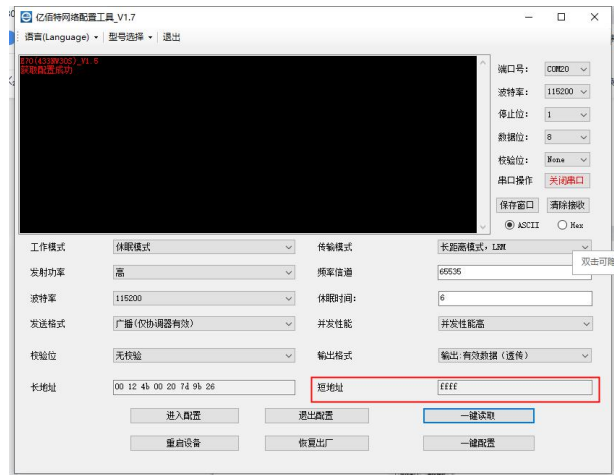 亿佰特网络配置工具_V1.7
语言(Language) 型号选择 退出
E70(433NW30S)_V1.6
获取配置成功
端口号: COM20
波特率: 115200
停止位: 1
数据位: 8
校验位: None
串口操作 关闭串口
保存窗口 清除接收
ASCII Hex
工作模式 休眠模式 传输模式 长距离模式,LRM
双击可隐
发射功率 高 频率信道 65535
波特率 115200 休眠时间: 6
发送格式 广播(仅协调器有效) 并发性能 并发性能高
校验位 无校验 输出格式 输出:有效数据(透传)
长地址 00 12 4b 00 20 7d 9b 26 短地址 ffff
进入配置 退出配置 一键读取
重启设备 恢复出厂 一键配置